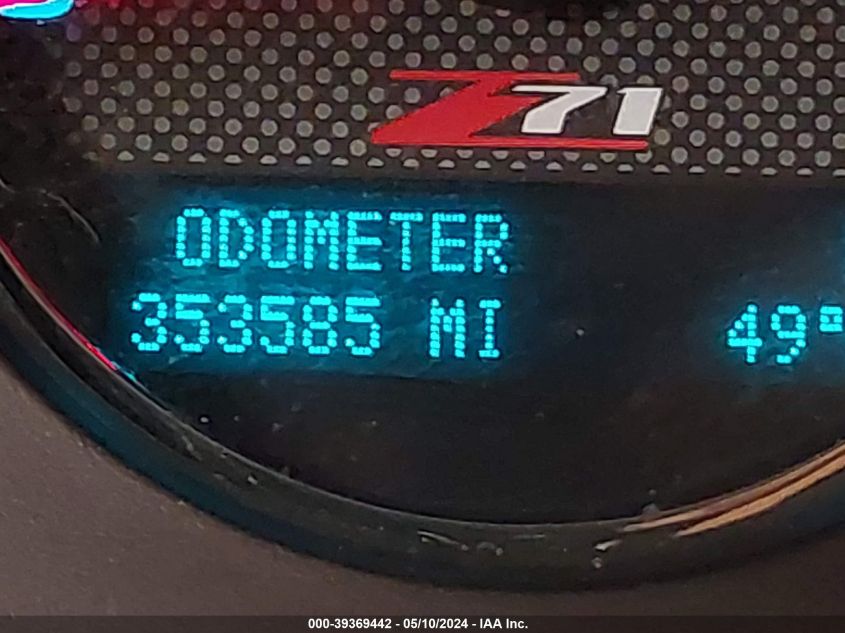 Z71
ODOMETER
353585 MI 49°
000-39369442 - 05/10/2024 - IAA Inc.